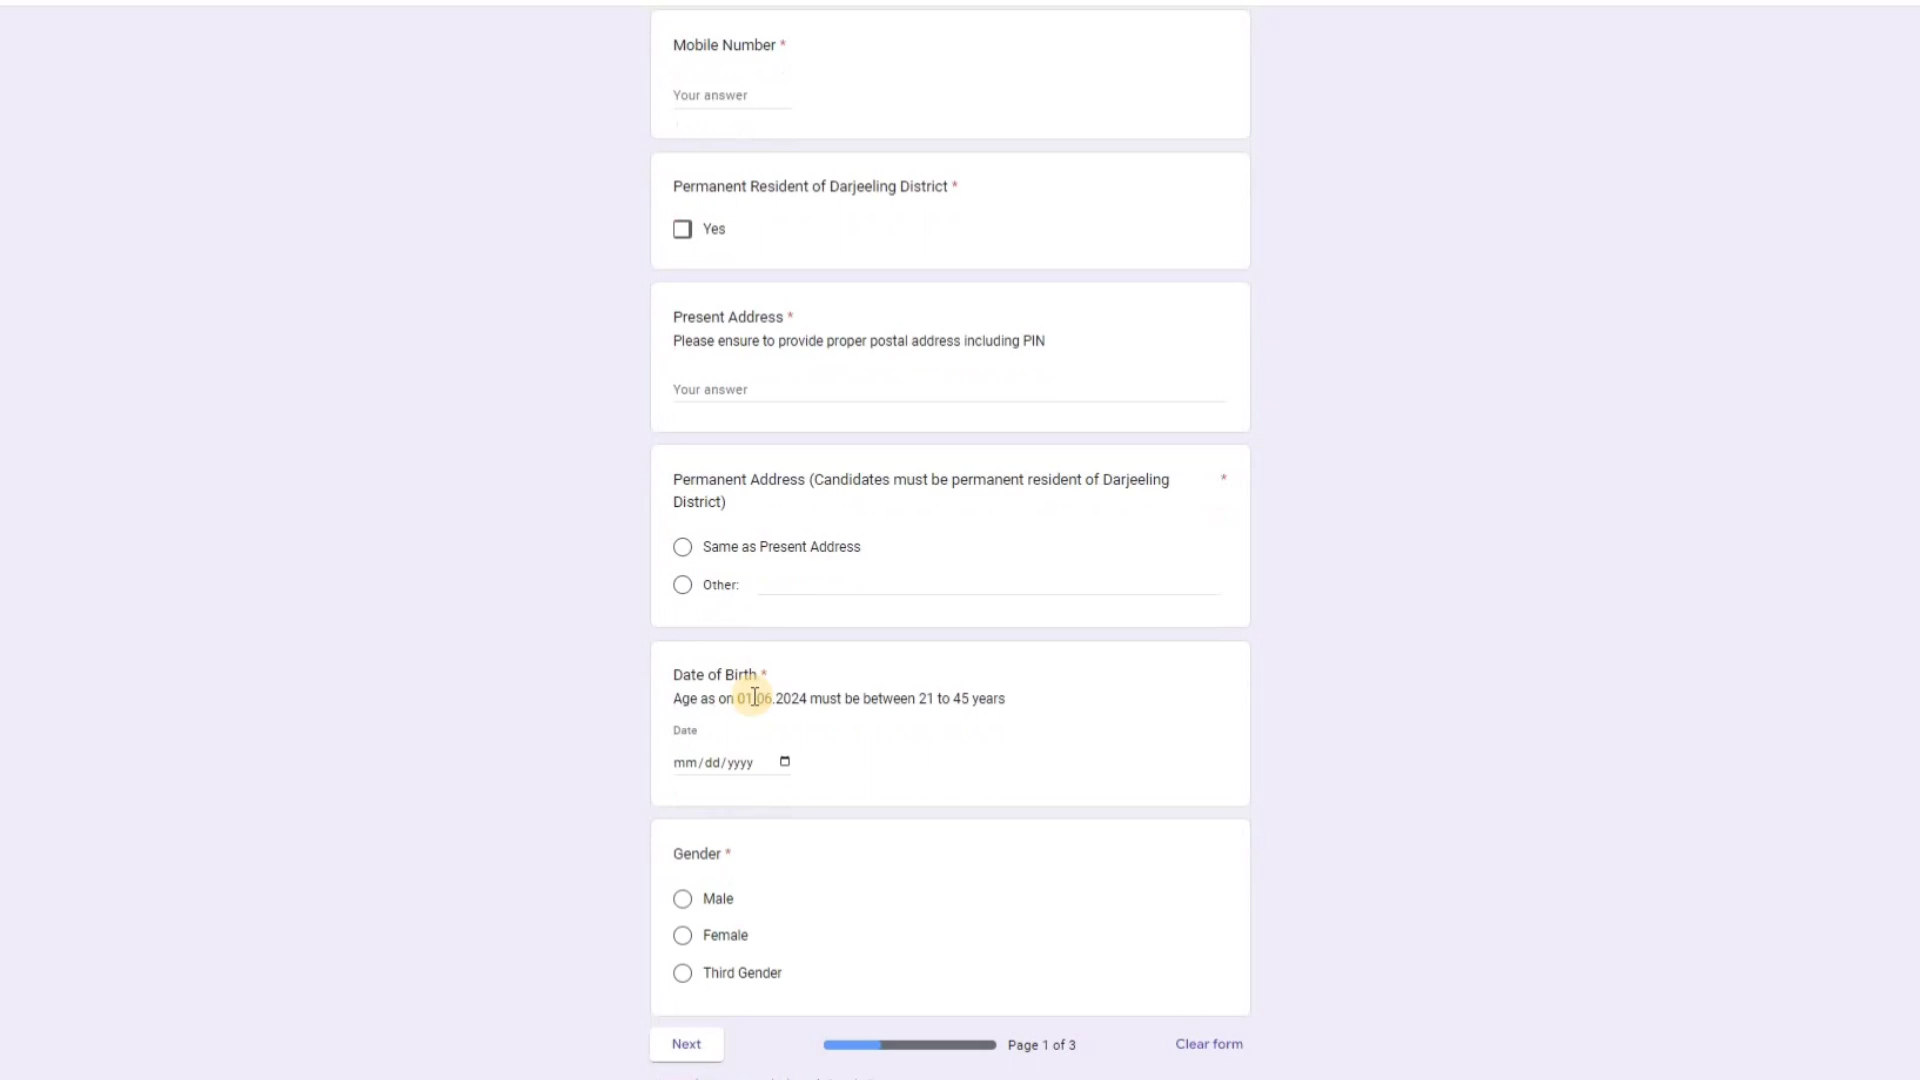 Mobile Number *
Your answer
Permanent Resident of Darjeeling District *
Yes
Present Address *
Please ensure to provide proper postal address including PIN
Your answer
Permanent Address (Candidates must be permanent resident of Darjeeling *
District)
Same as Present Address
Other:
Date of Birth *
Age as on 01.06.2024 must be between 21 to 45 years
Date
mm/dd/yyyy
Gender *
Male
Female
Third Gender
Next Page 1 of 3 Clear form